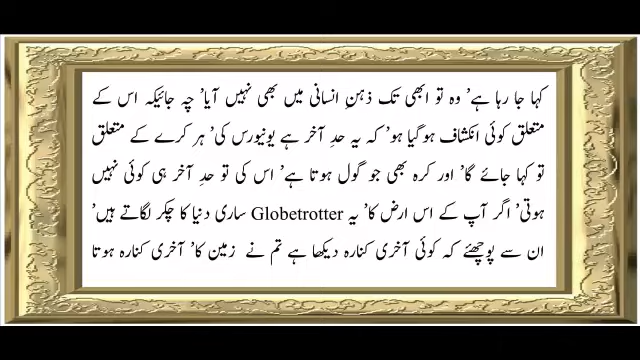 کہا جا رہا ہے’ وہ تو ابھی تک ذہنِ انسانی میں بھی نہیں آیا’ چہ جائیکہ اس کے
متعلق کوئی انکشاف ہوگیا ہو’ کہ یہ حدِ آخر ہے یونیورس کی’ ہر کرے کے متعلق
تو کہا جائے گا’ اور کرہ بھی جو گول ہوتا ہے’ اس کی تو حدِ آخر ہی کوئی نہیں
ہوتی’ اگر آپ کے اس ارض کا’ یہ Globetrotter ساری دنیا کا چکر لگاتے ہیں’
ان سے پوچھئے کہ کوئی آخری کنارہ دیکھا ہے تم نے زمین کا’ آخری کنارہ ہوتا